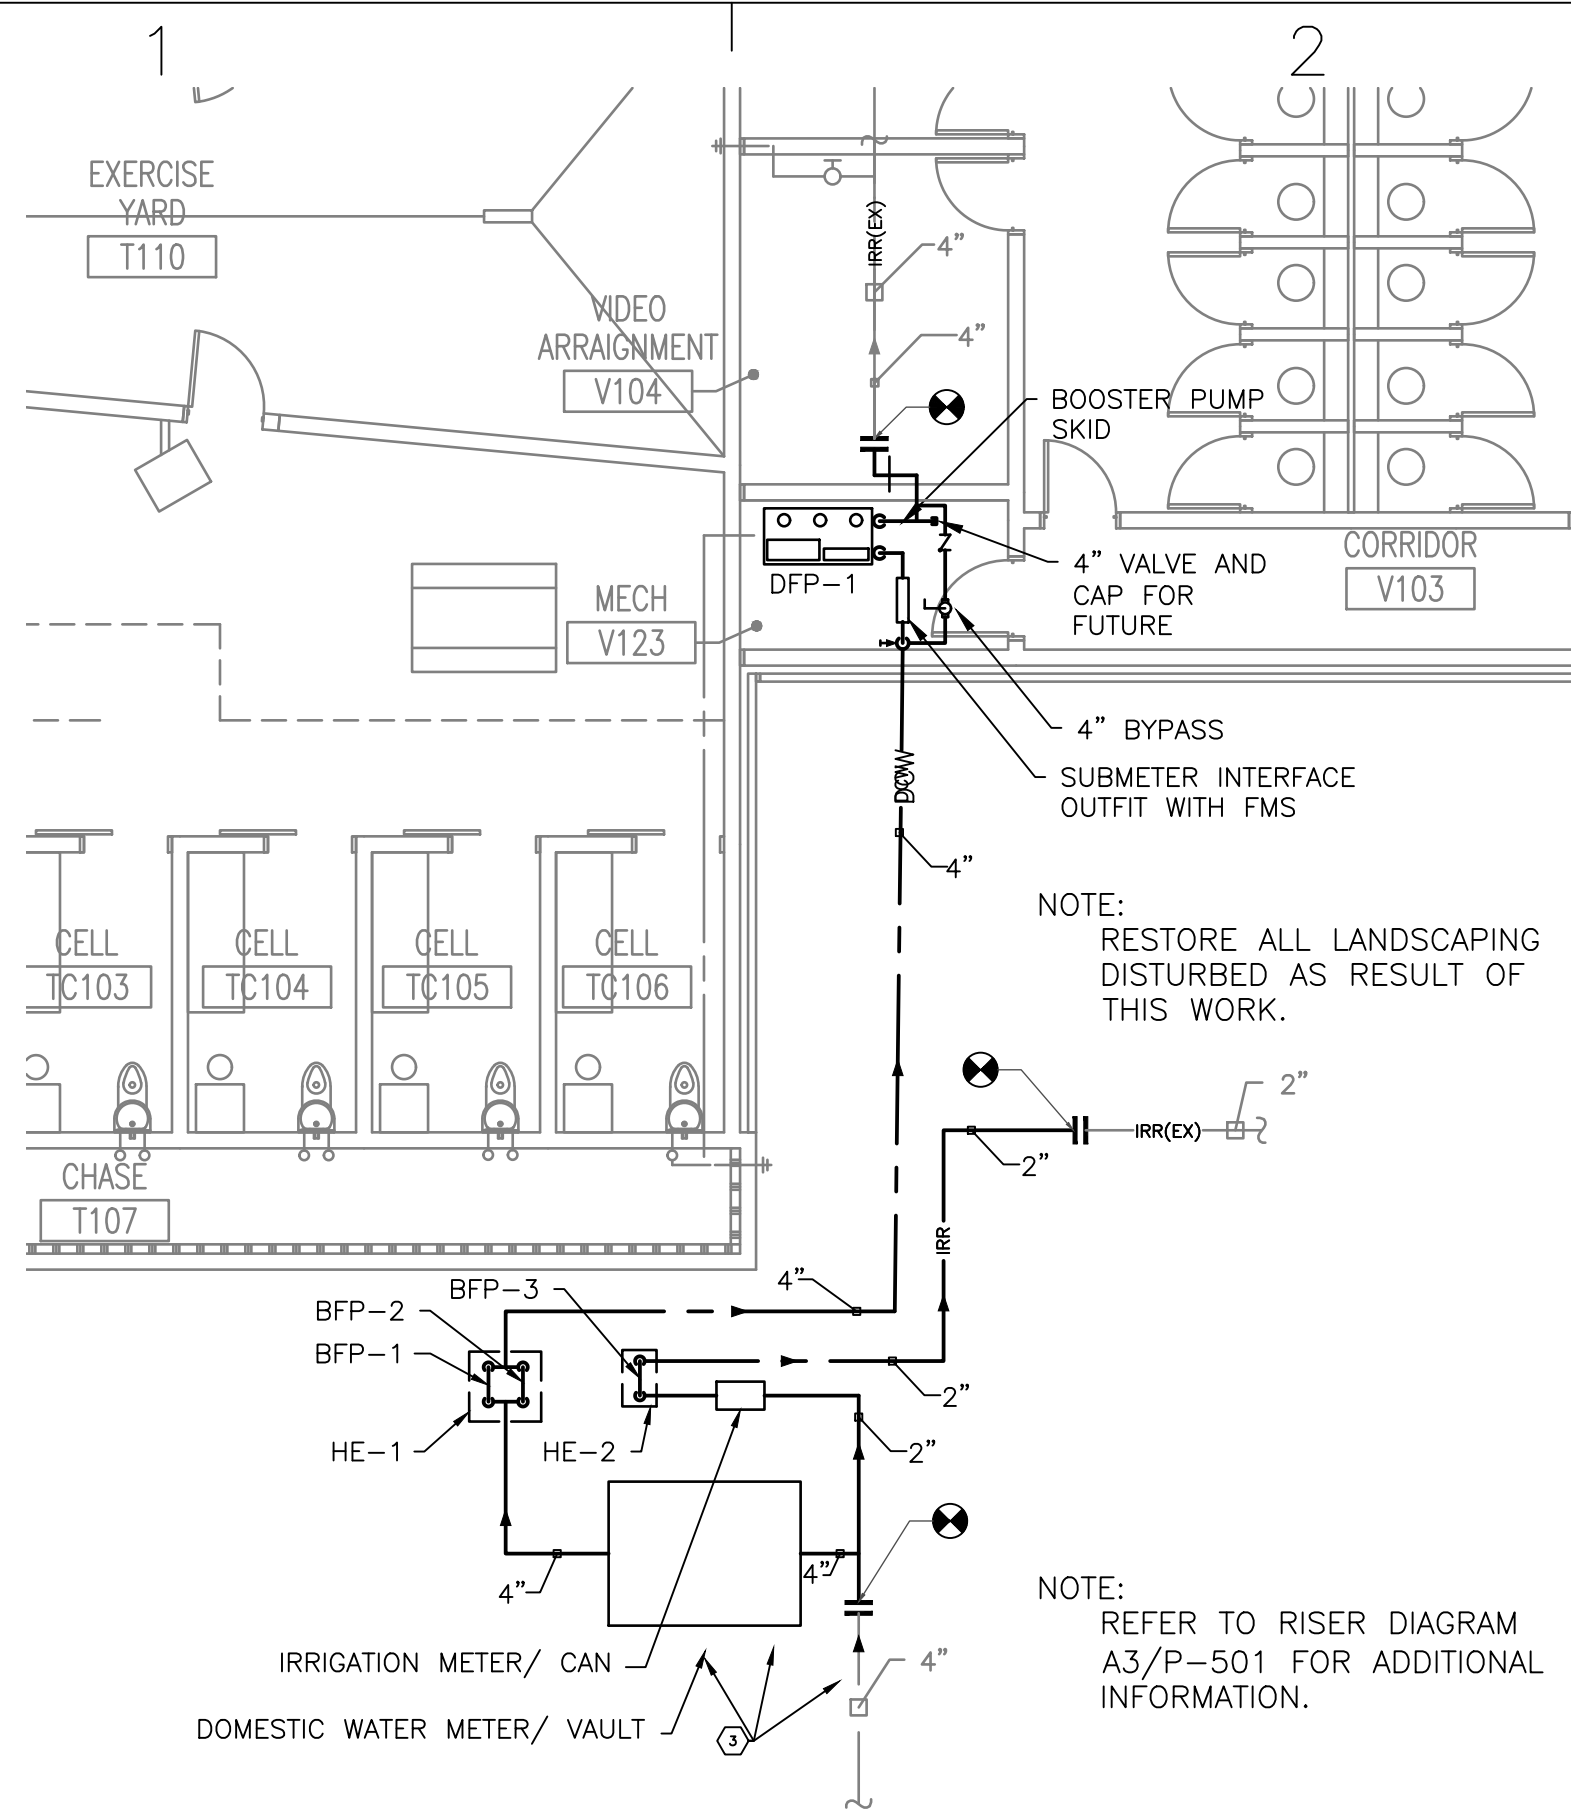 1
2
EXERCISE
YARD
T110
IRR(EX)
4"
VIDEO
ARRAIGNMENT
V104
4"
BOOSTER PUMP
SKID
DFP-1
4" VALVE AND
CAP FOR
FUTURE
CORRIDOR
V103
MECH
V123
4" BYPASS
SUBMETER INTERFACE
OUTFIT WITH FMS
DCW
4"
NOTE:
RESTORE ALL LANDSCAPING
DISTURBED AS RESULT OF
THIS WORK.
CELL
TC103
CELL
TC104
CELL
TC105
CELL
TC106
2"
IRR(EX)
2"
CHASE
T107
IRR
4"
BFP-3
BFP-2
BFP-1
2"
HE-1
HE-2
2"
4"
4"
NOTE:
REFER TO RISER DIAGRAM
A3/P-501 FOR ADDITIONAL
INFORMATION.
IRRIGATION METER/ CAN
4"
DOMESTIC WATER METER/ VAULT
3